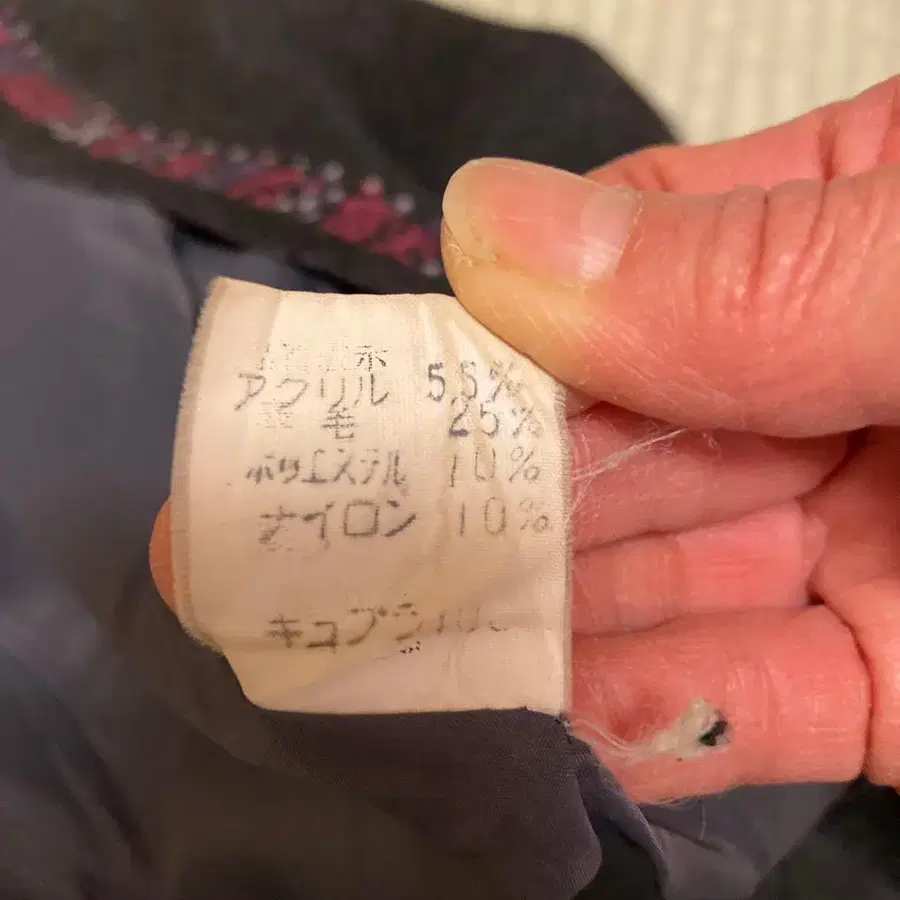 示
アクリル 55%
毛 25%
ポリエステル 10%
ナイロン 10%
キュプラ